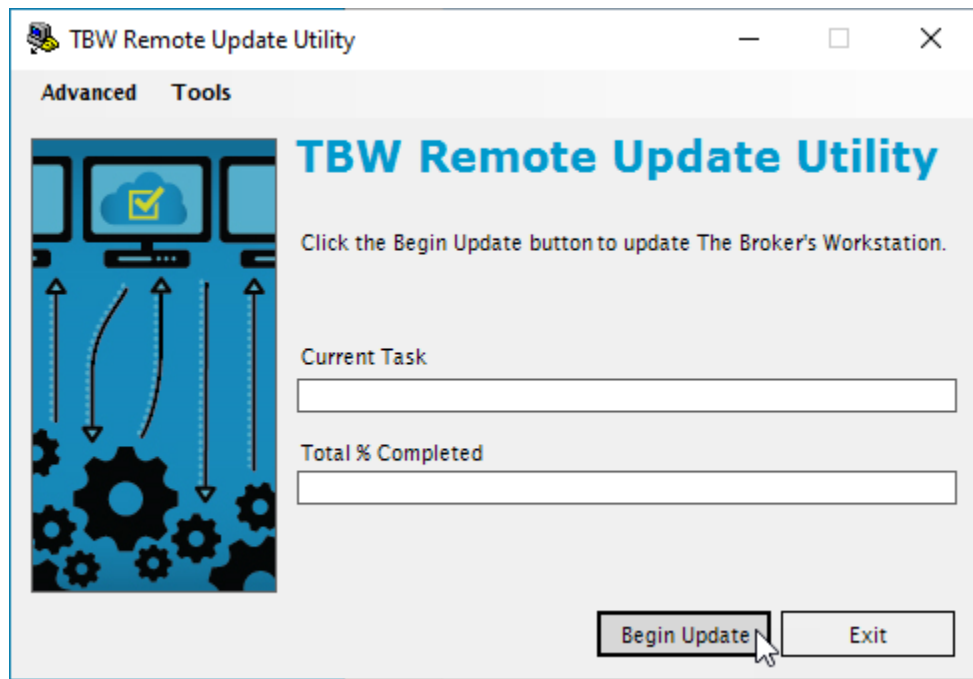 TBW Remote Update Utility
Advanced Tools
TBW Remote Update Utility
Click the Begin Update button to update The Broker's Workstation.
Current Task
Total % Completed
Begin Update Exit